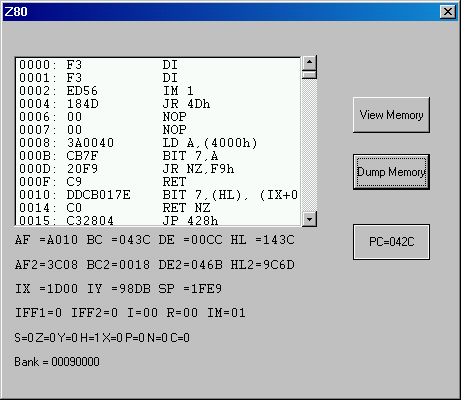 Z80
0000: F3 DI
0001: F3 DI
0002: ED56 IM 1
0004: 184D JR 4Dh
0006: 00 NOP
0007: 00 NOP
0008: 3A0040 LD A,(4000h)
000B: CB7F BIT 7,A
000D: 20F9 JR NZ,F9h
000F: C9 RET
0010: DDCB017E BIT 7,(HL), (IX+0
0014: C0 RET NZ
0015: C32804 JP 428h
View Memory
Dump Memory
PC=042C
AF =A010 BC =043C DE =00CC HL =143C
AF2=3C08 BC2=0018 DE2=046B HL2=9C6D
IX =1D00 IY =98DB SP =1FE9
IFF1=0 IFF2=0 I=00 R=00 IM=01
S=0 Z=0 Y=0 H=1 X=0 P=0 N=0 C=0
Bank = 00090000